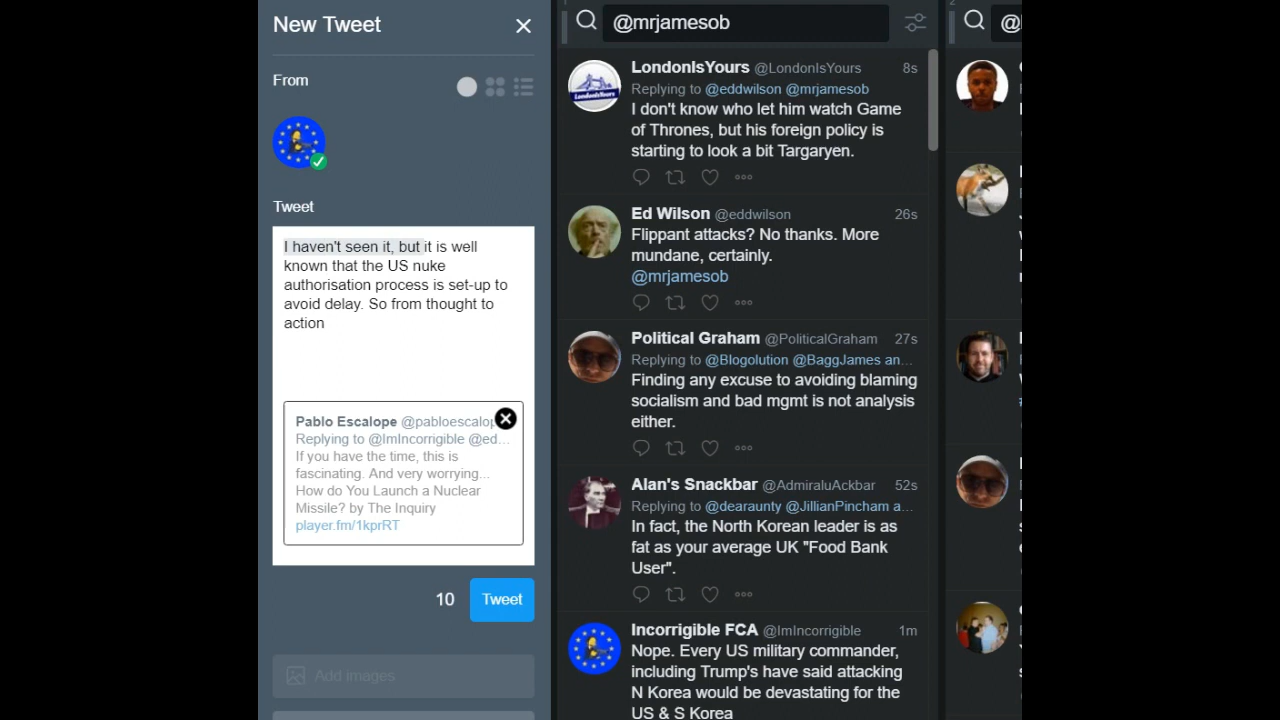 New Tweet
From
Tweet
I haven't seen it, but it is well
known that the US nuke
authorisation process is set-up to
avoid delay. So from thought to
action
Pablo Escalope @pabloescalop
Replying to @ImIncorrigible @ed...
If you have the time, this is
fascinating. And very worrying...
How do You Launch a Nuclear
Missile? by The Inquiry
player.fm/1kprRT
10
Tweet
Add images
1
@mrjamesob
LondonIsYours @LondonIsYours 8s
Replying to @eddwilson @mrjamesob
I don't know who let him watch Game
of Thrones, but his foreign policy is
starting to look a bit Targaryen.
Ed Wilson @eddwilson 26s
Flippant attacks? No thanks. More
mundane, certainly.
@mrjamesob
Political Graham @PoliticalGraham 27s
Replying to @Blogolution @BaggJames an...
Finding any excuse to avoiding blaming
socialism and bad mgmt is not analysis
either.
Alan's Snackbar @AdmiraluAckbar 52s
Replying to @dearaunty @JillianPincham a...
In fact, the North Korean leader is as
fat as your average UK "Food Bank
User".
Incorrigible FCA @ImIncorrigible 1m
Nope. Every US military commander,
including Trump's have said attacking
N Korea would be devastating for the
US & S Korea
2